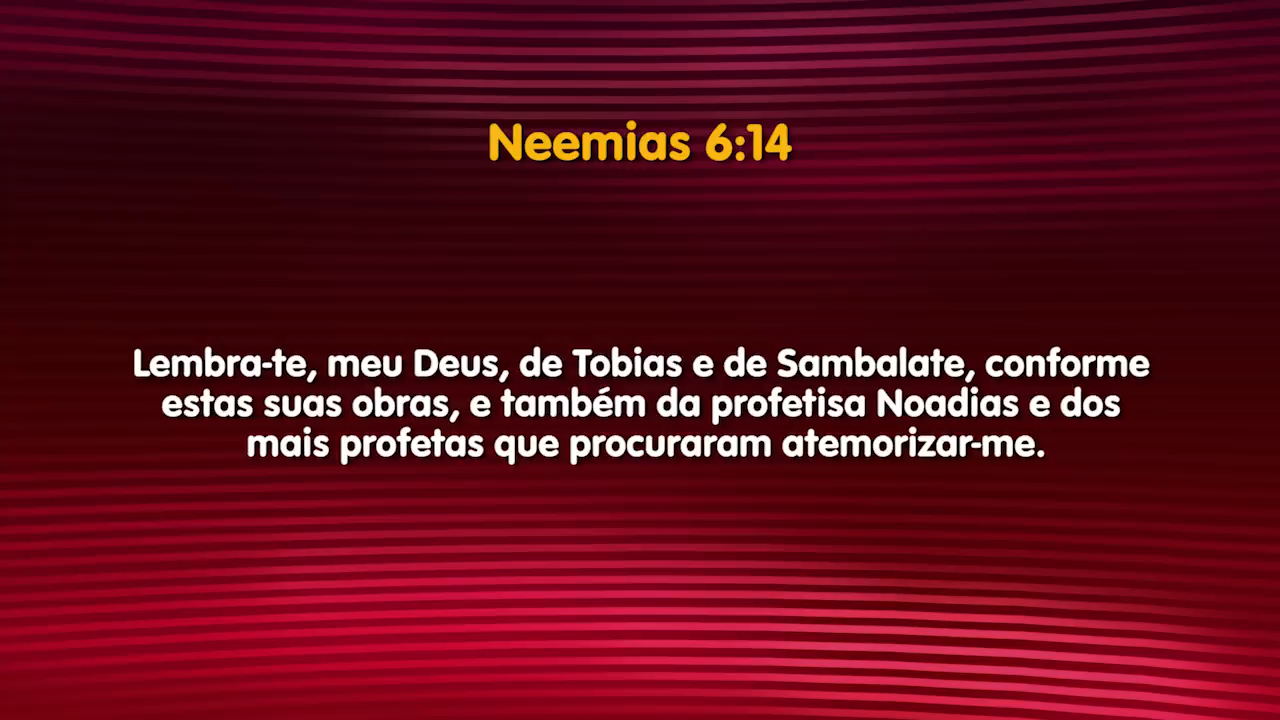 Neemias 6:14
Lembra-te, meu Deus, de Tobias e de Sambalate, conforme
estas suas obras, e também da profetisa Noadias e dos
mais profetas que procuraram atemorizar-me.